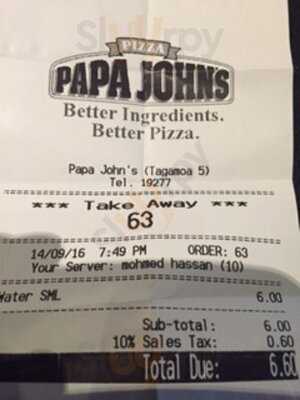 PIZZA
PAPA JOHN'S
Better Ingredients.
Better Pizza.
Papa John's (Tagamoa 5)
Tel. 19277
*** Take Away ***
63
14/09/16 7:49 PM ORDER: 63
Your Server: mohmed hassan (10)
Water SML 6.00
Sub-total: 6.00
10% Sales Tax: 0.60
Total Due: 6.60